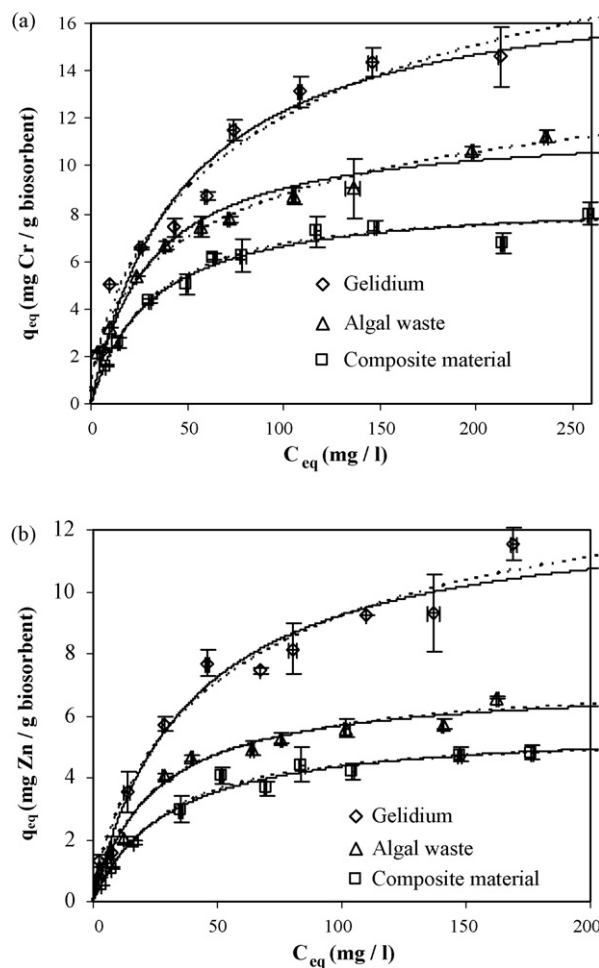 (a)
16
14
12
10
8
6
4
2
0
q eq (mg Cr / g biosorbent)
Gelidium
Algal waste
Composite material
0 50 100 150 200 250
C eq (mg / l)
(b)
12
10
8
6
4
2
0
q eq (mg Zn / g biosorbent)
Gelidium
Algal waste
Composite material
0 50 100 150 200
C eq (mg / l)